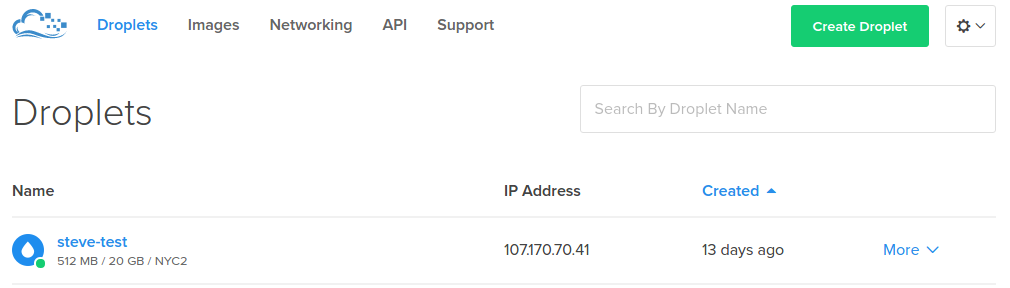 Droplets Images Networking API Support Create Droplet
Droplets Search By Droplet Name
Name IP Address Created
steve-test
512 MB / 20 GB / NYC2 107.170.70.41 13 days ago More